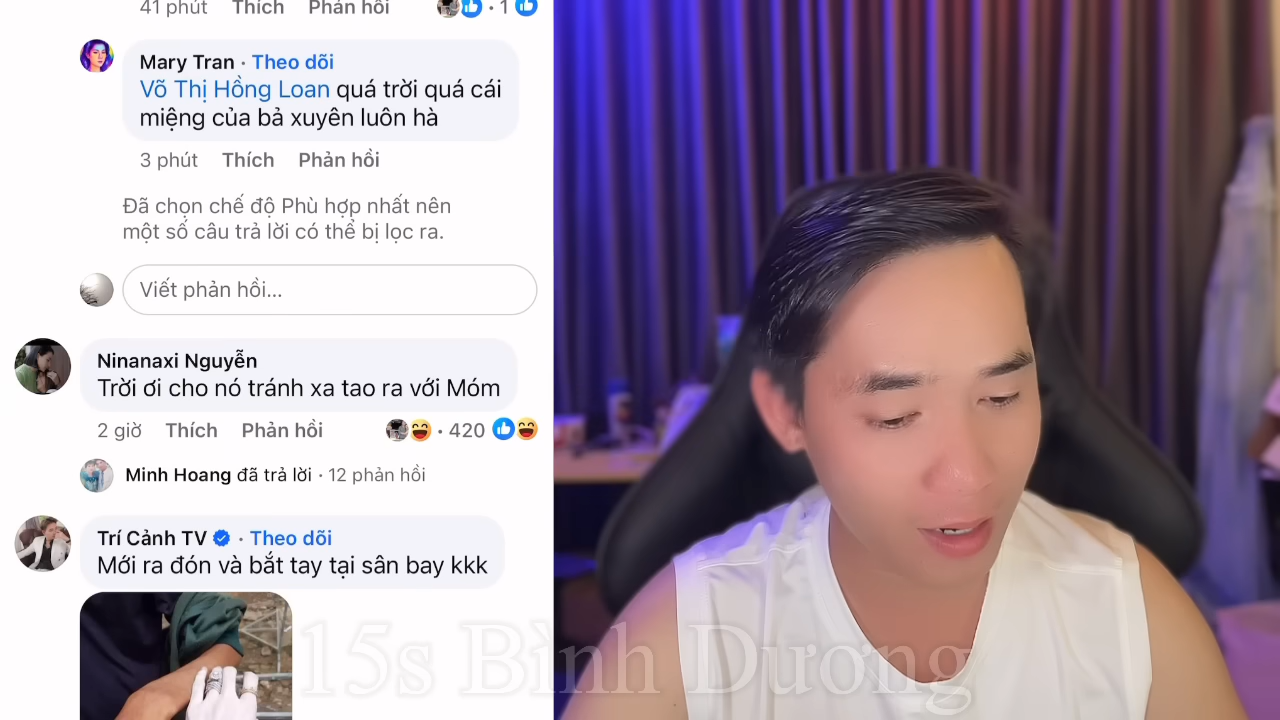 41 phút Thích Phản hồi · 1
Mary Tran · Theo dõi
Võ Thị Hồng Loan quá trời quá cái
miệng của bả xuyên luôn hà
3 phút Thích Phản hồi
Đã chọn chế độ Phù hợp nhất nên
một số câu trả lời có thể bị lọc ra.
Viết phản hồi...
Ninanaxi Nguyễn
Trời ơi cho nó tránh xa tao ra với Móm
2 giờ Thích Phản hồi · 420
Minh Hoang đã trả lời · 12 phản hồi
Trí Cảnh TV · Theo dõi
Mới ra đón và bắt tay tại sân bay kkk
15s Bình Dương